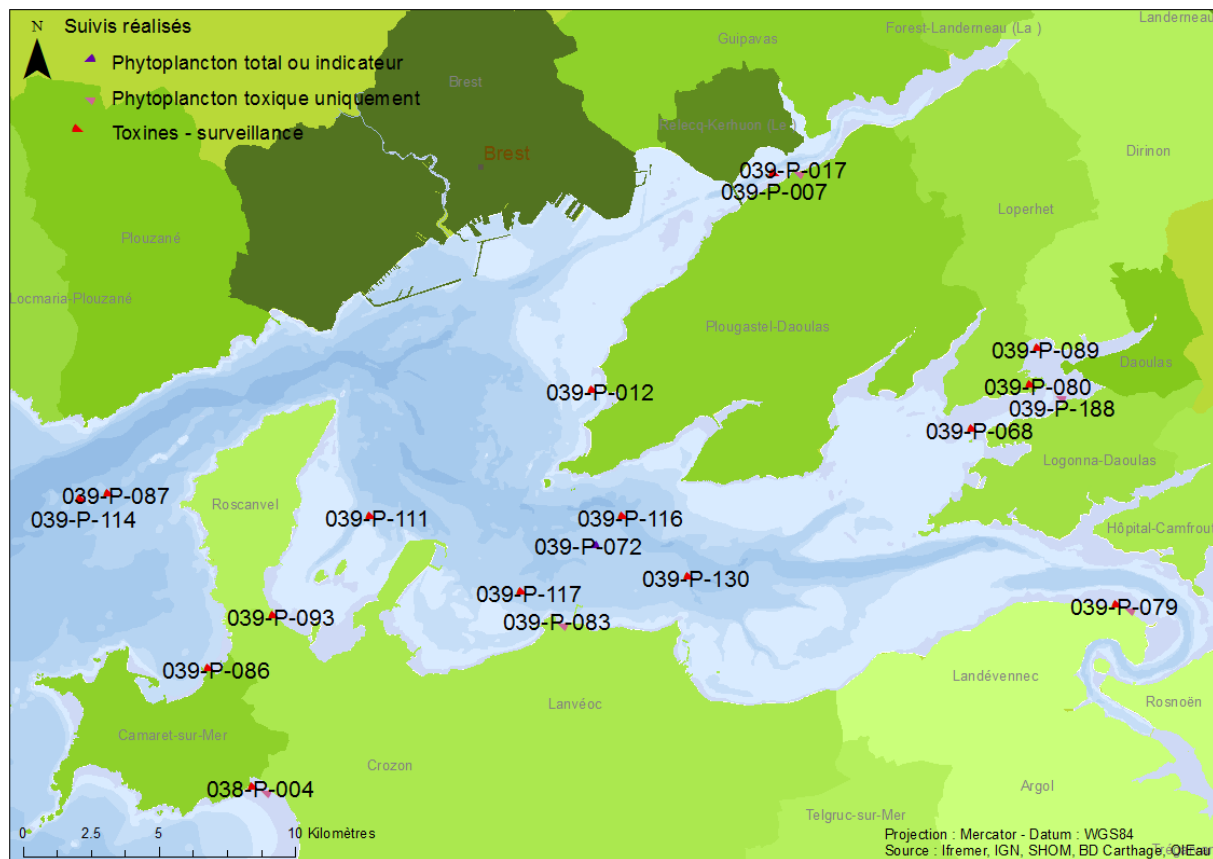 N
Suivis réalisés
Phytoplancton total ou indicateur
Phytoplancton toxique uniquement
Toxines - surveillance
Landerneau
Forest-Landerneau (La )
Guipavas
Brest
Relecq-Kerhuon (Le )
Brest
Dirinon
039-P-017
039-P-007
Loperhet
Plouzané
Locmaria-Plouzané
Plougastel-Daoulas
039-P-089
Daoulas
039-P-080
039-P-012
039-P-188
039-P-068
Logonna-Daoulas
039-P-087
Roscanvel
039-P-114
039-P-111
039-P-116
Hôpital-Camfrout
039-P-072
039-P-130
039-P-117
039-P-079
039-P-093
039-P-083
039-P-086
Landévennec
Rosnoën
Lanvéoc
Camaret-sur-Mer
Crozon
038-P-004
Argol
Telgruc-sur-Mer
0 2.5 5 10 Kilomètres
Projection : Mercator - Datum : WGS84
Source : Ifremer, IGN, SHOM, BD Carthage, OIEau